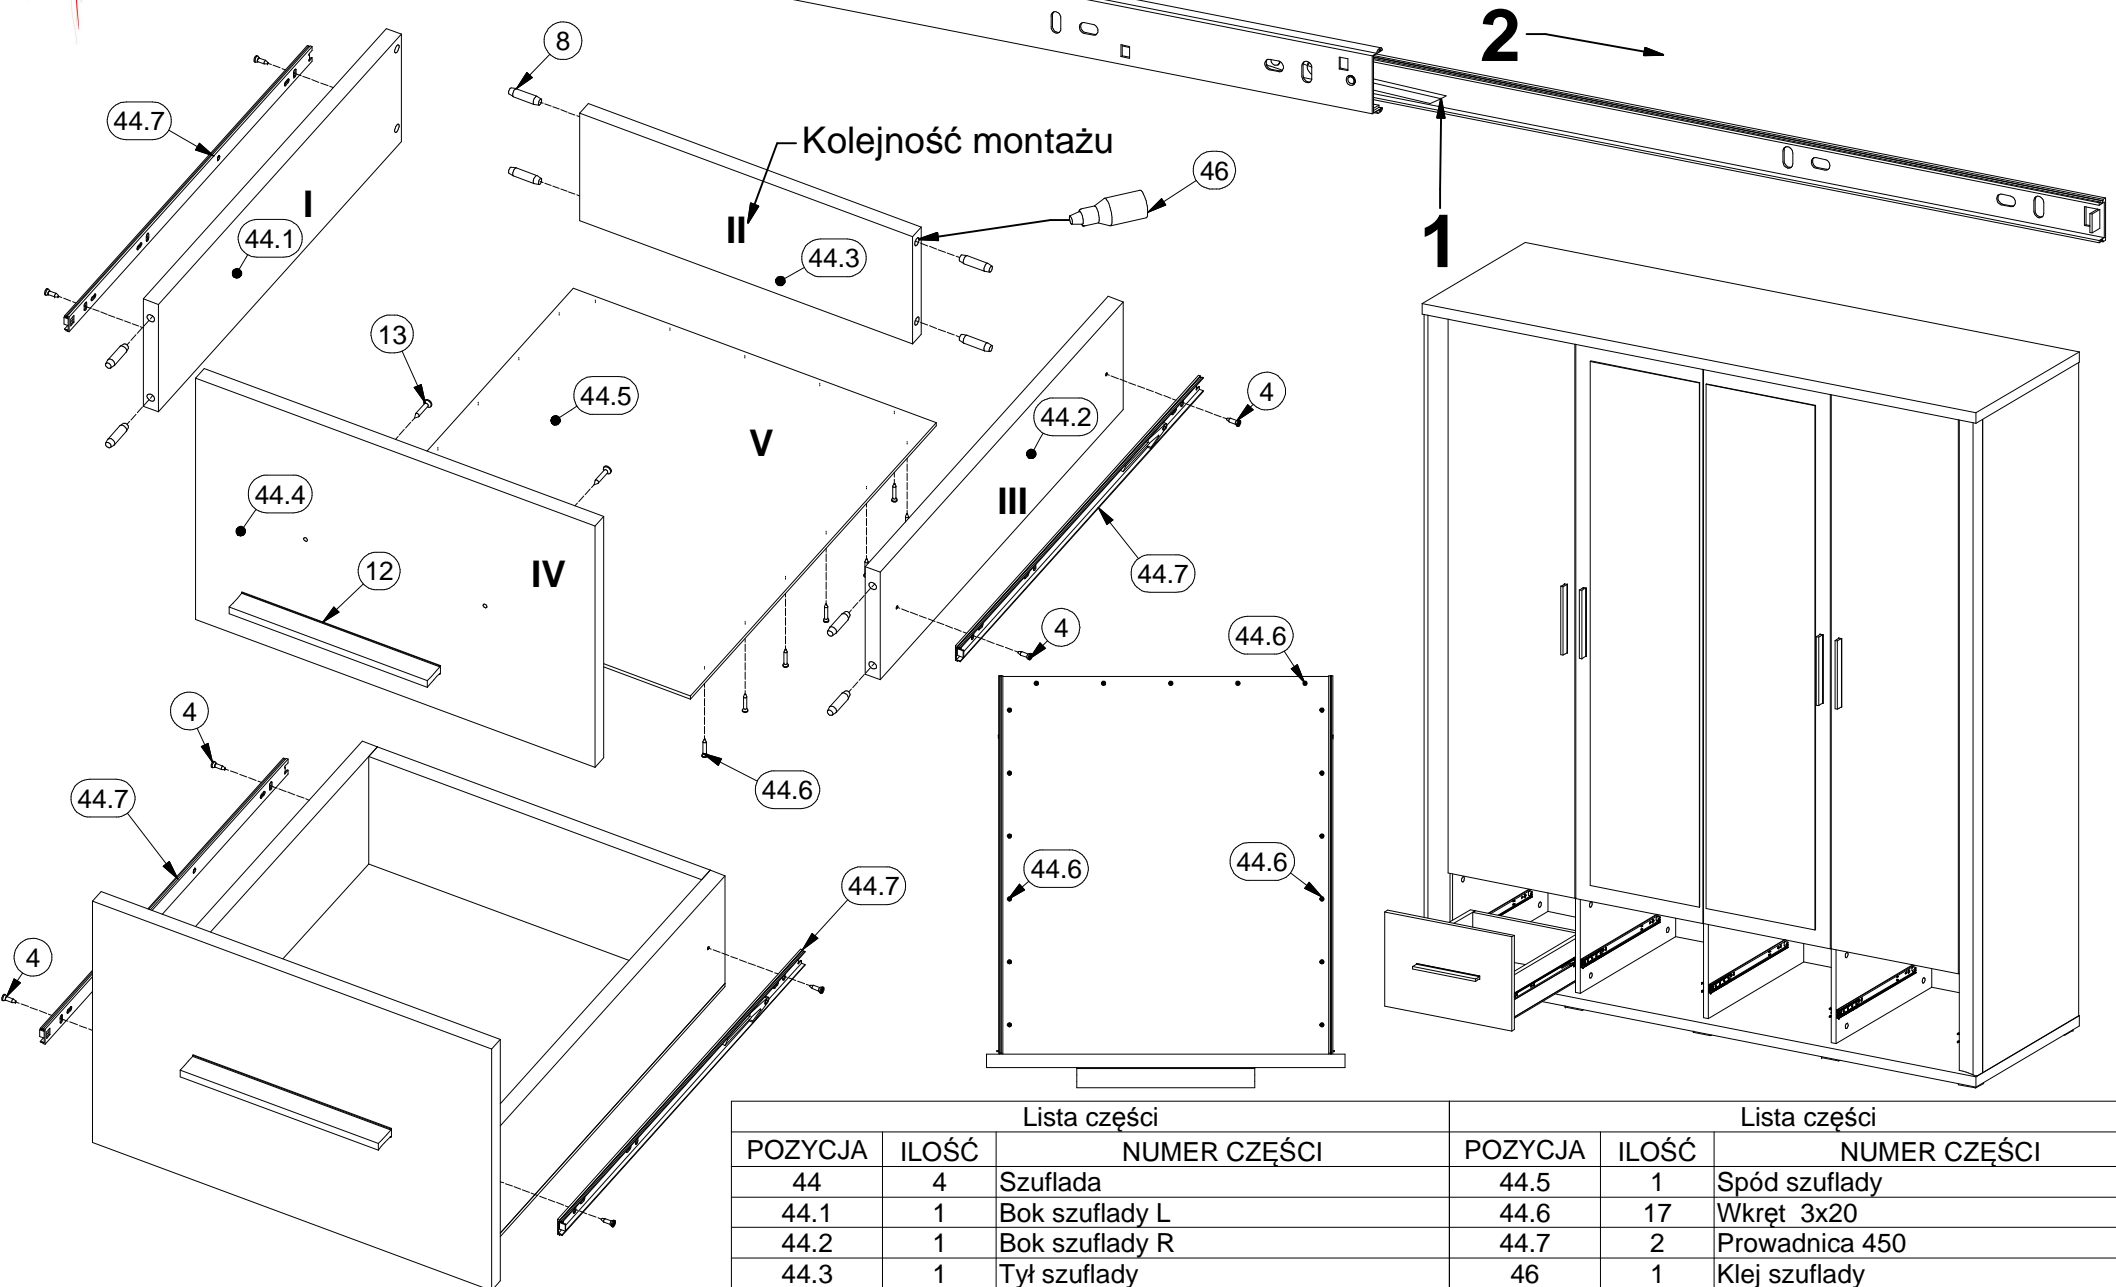 2
8
44.7
Kolejność montażu
46
I
II
44.1
44.3
1
13
44.5
44.2
4
V
III
44.4
12
IV
44.7
4
44.6
4
44.7
44.6
44.6
44.6
44.7
4
Lista części Lista części
POZYCJA ILOŚĆ NUMER CZĘŚCI POZYCJA ILOŚĆ NUMER CZĘŚCI
44 4 Szuflada 44.5 1 Spód szuflady
44.1 1 Bok szuflady L 44.6 17 Wkręt 3x20
44.2 1 Bok szuflady R 44.7 2 Prowadnica 450
44.3 1 Tył szuflady 46 1 Klej szuflady